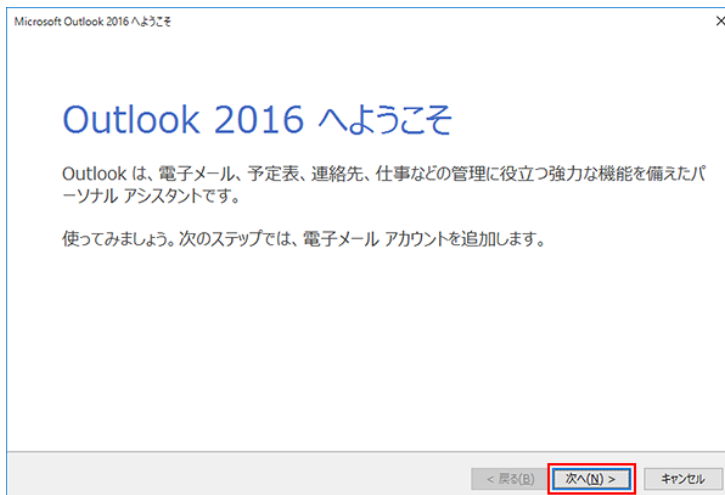 Microsoft Outlook 2016 へようこそ
Outlook 2016 へようこそ
Outlook は、電子メール、予定表、連絡先、仕事などの管理に役立つ強力な機能を備えたパ
ーソナル アシスタントです。
使ってみましょう。次のステップでは、電子メール アカウントを追加します。
< 戻る(B) 次へ(N) > キャンセル